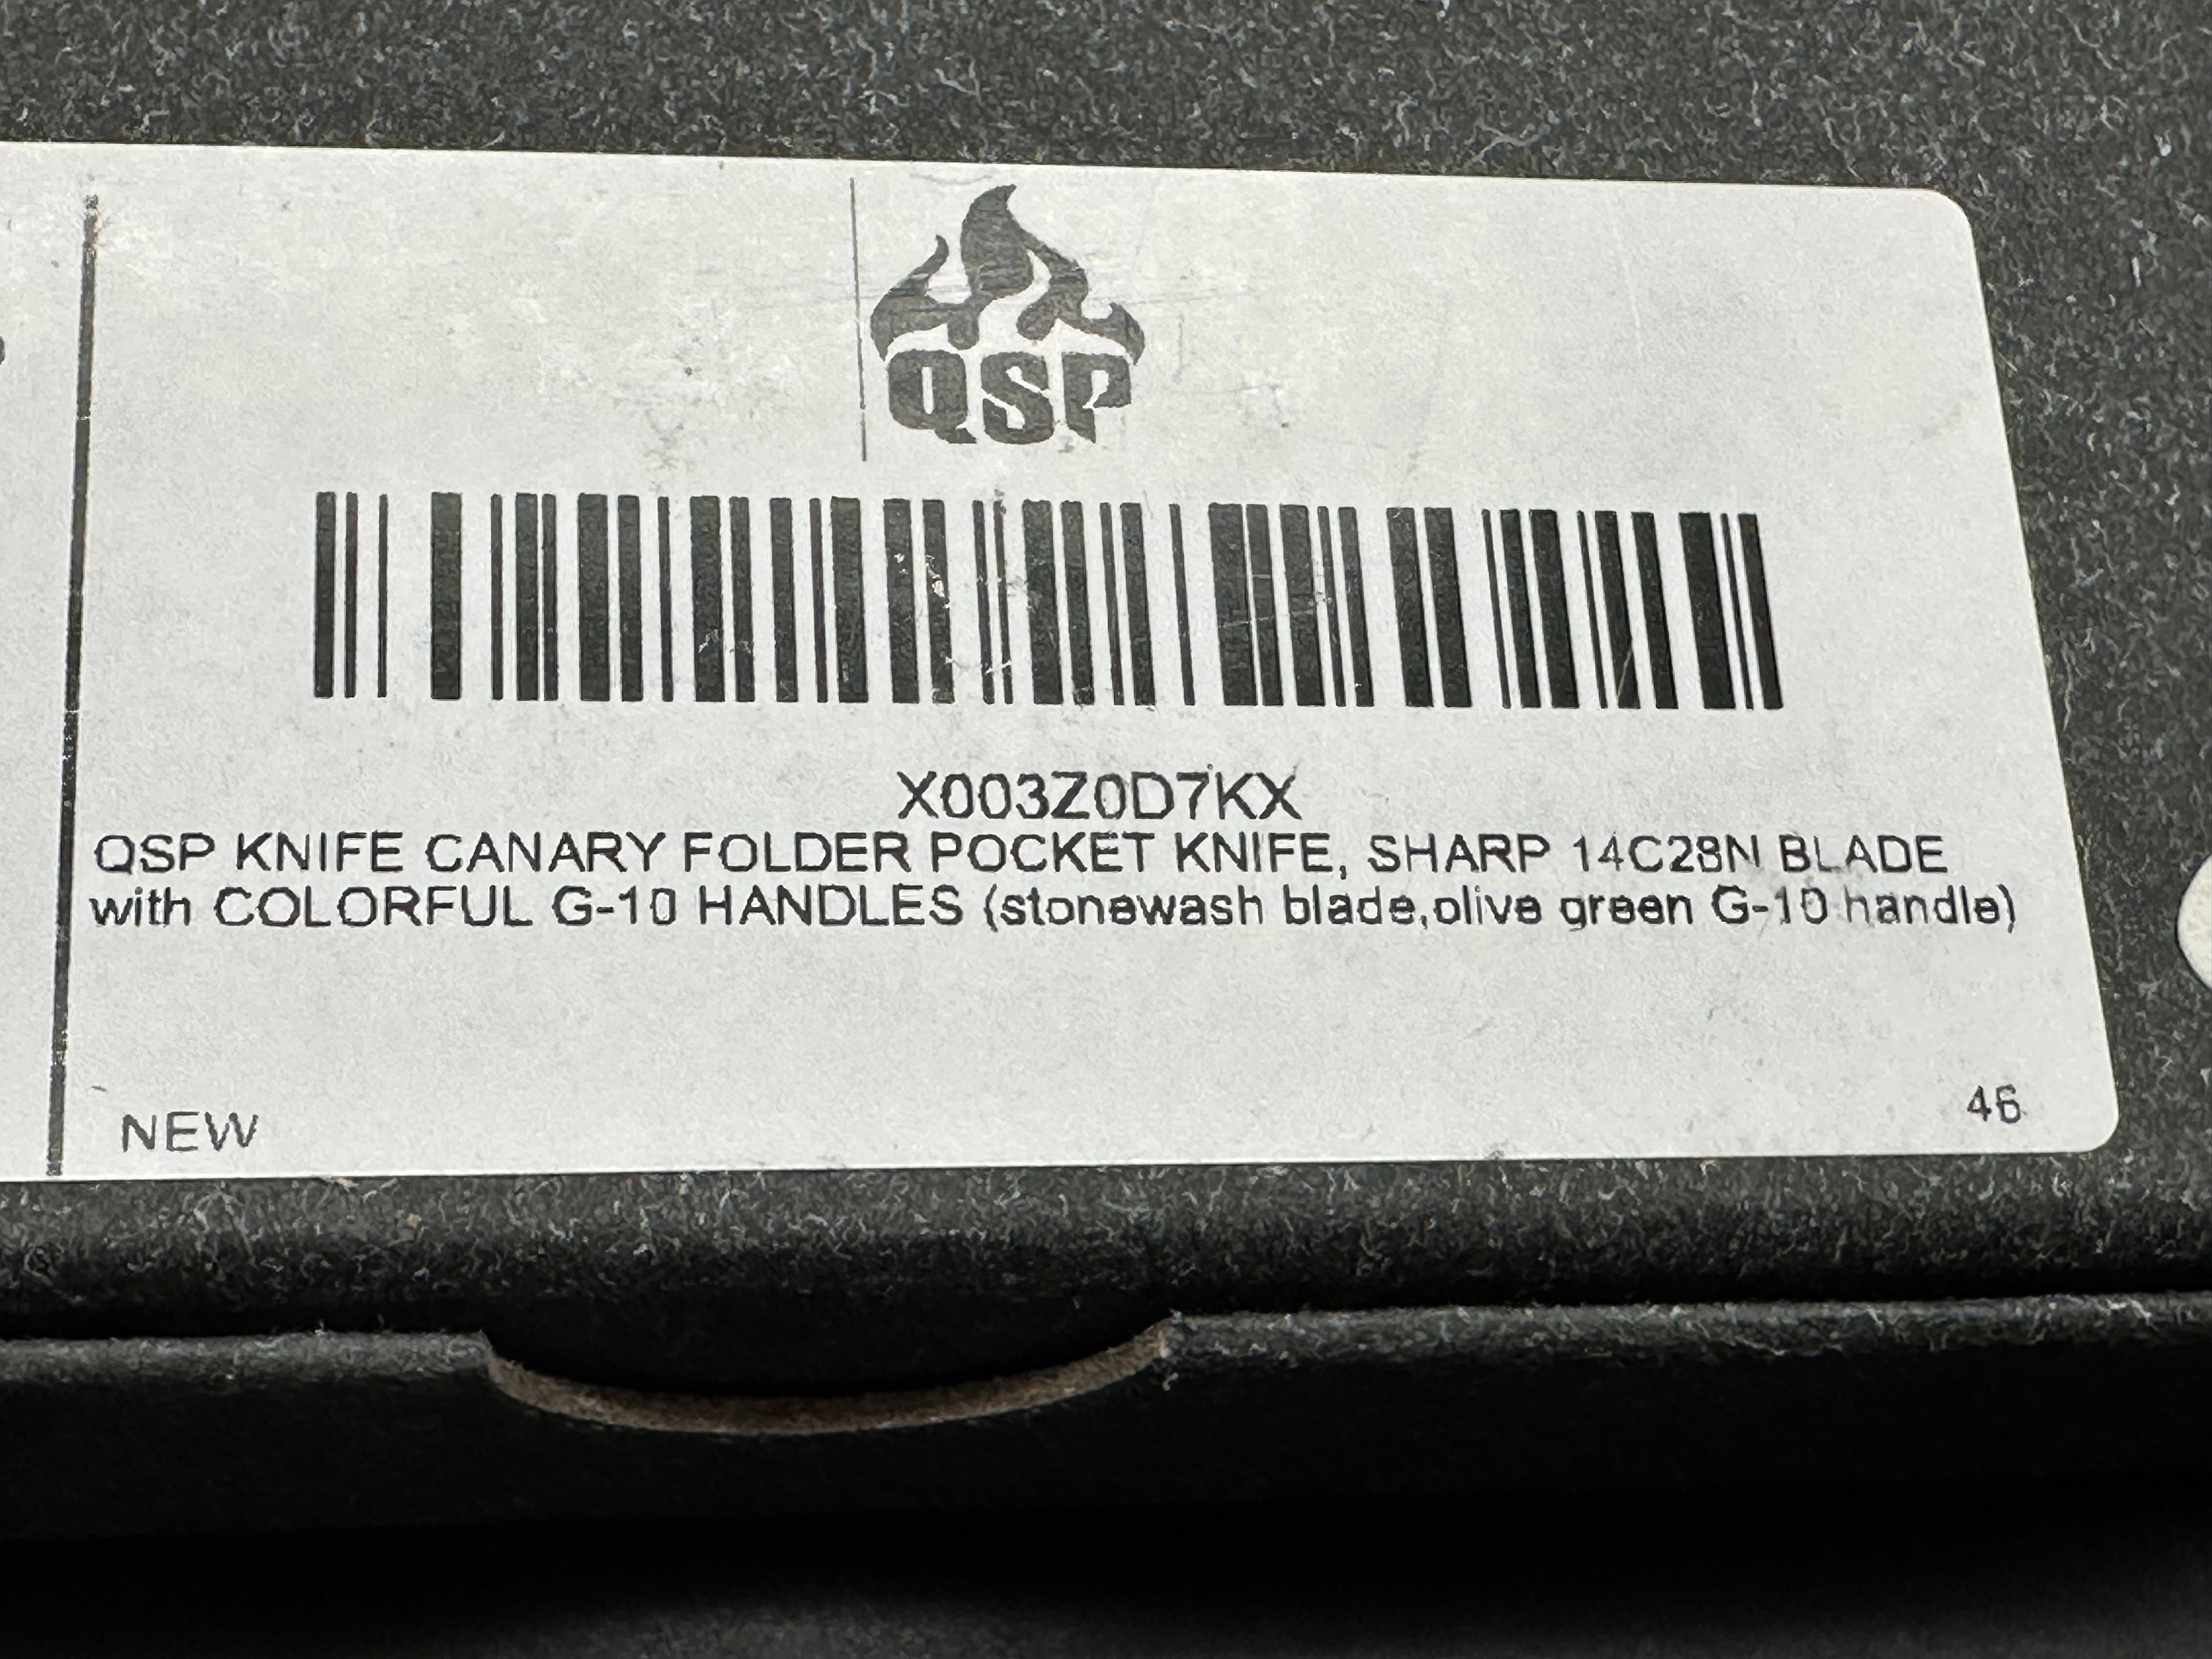 QSP
X003Z0D7KX
QSP KNIFE CANARY FOLDER POCKET KNIFE, SHARP 14C28N BLADE
with COLORFUL G-10 HANDLES (stonewash blade,olive green G-10 handle)
NEW
46